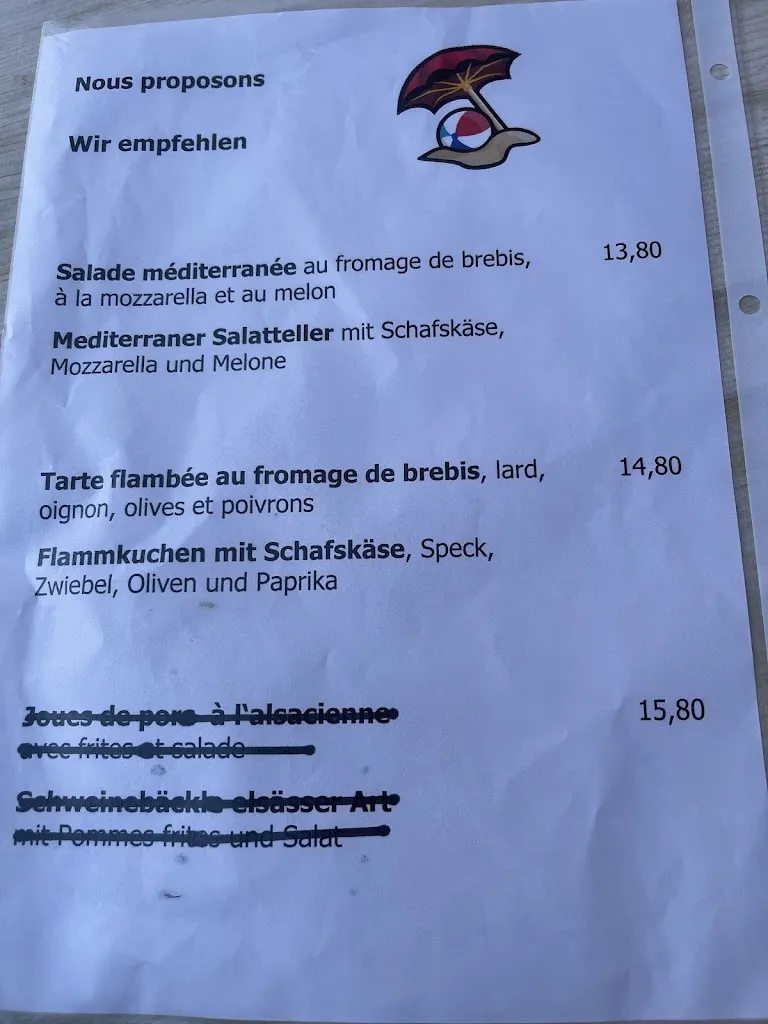 Nous proposons
Wir empfehlen
Salade méditerranée au fromage de brebis, 13,80
à la mozzarella et au melon
Mediterraner Salatteller mit Schafskäse,
Mozzarella und Melone
Tarte flambée au fromage de brebis, lard, 14,80
oignon, olives et poivrons
Flammkuchen mit Schafskäse, Speck,
Zwiebel, Oliven und Paprika
Joues de porc à l'alsacienne 15,80
avec frites et salade
Schweinebäckle elsässer Art
mit Pommes frites und Salat